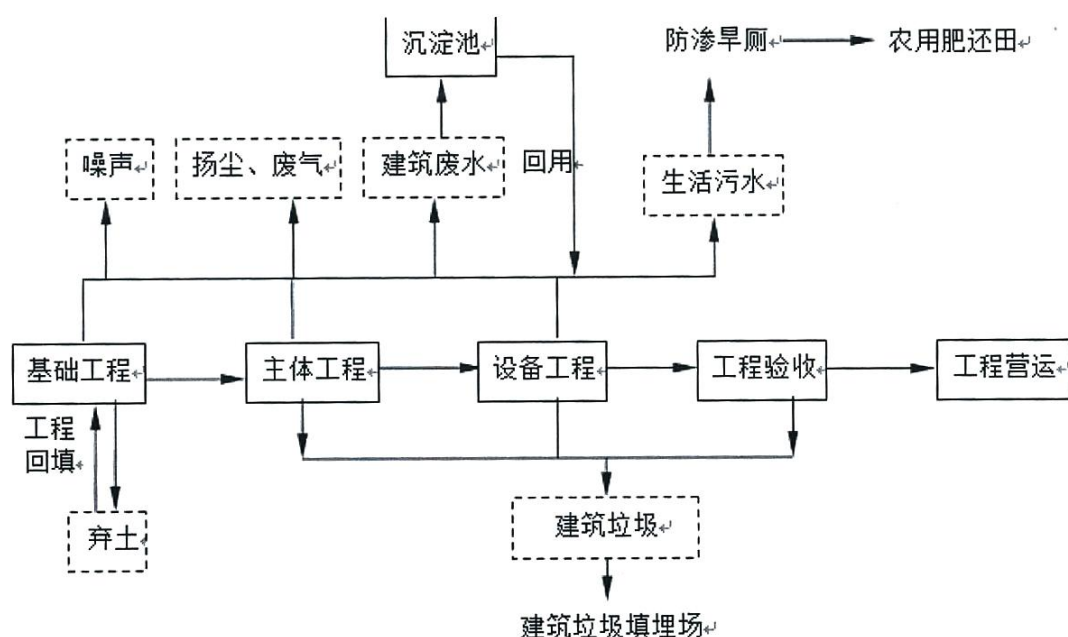 沉淀池
防渗旱厕
农用肥还田
噪声
扬尘、废气
建筑废水
回用
生活污水
基础工程
主体工程
设备工程
工程验收
工程营运
工程
回填
弃土
建筑垃圾
建筑垃圾填埋场